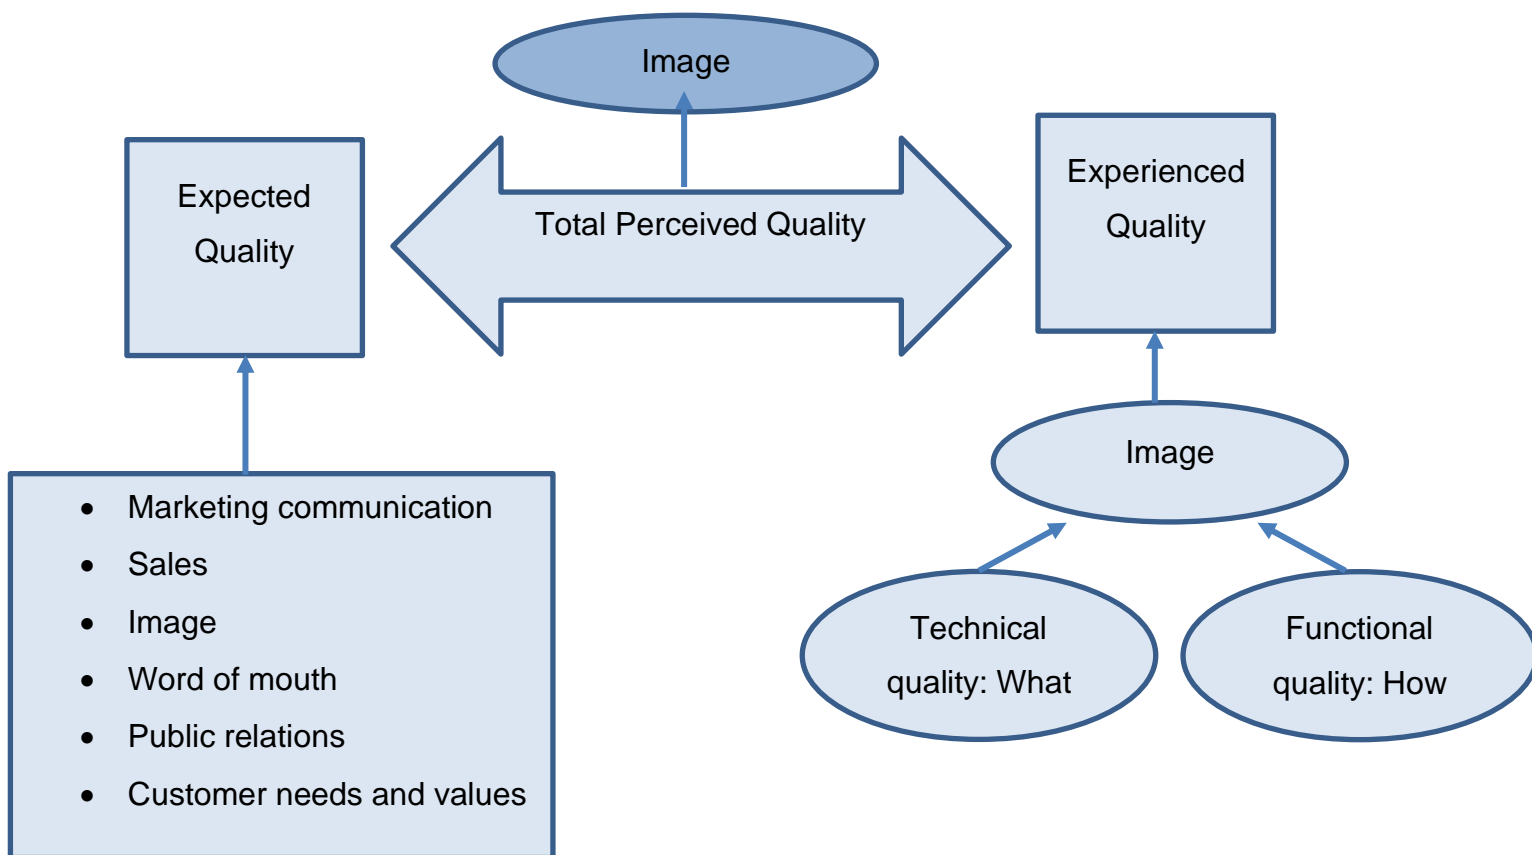 Image
Expected
Quality
Total Perceived Quality
Experienced
Quality
Image
• Marketing communication
• Sales
• Image
• Word of mouth
• Public relations
• Customer needs and values
Technical
quality: What
Functional
quality: How